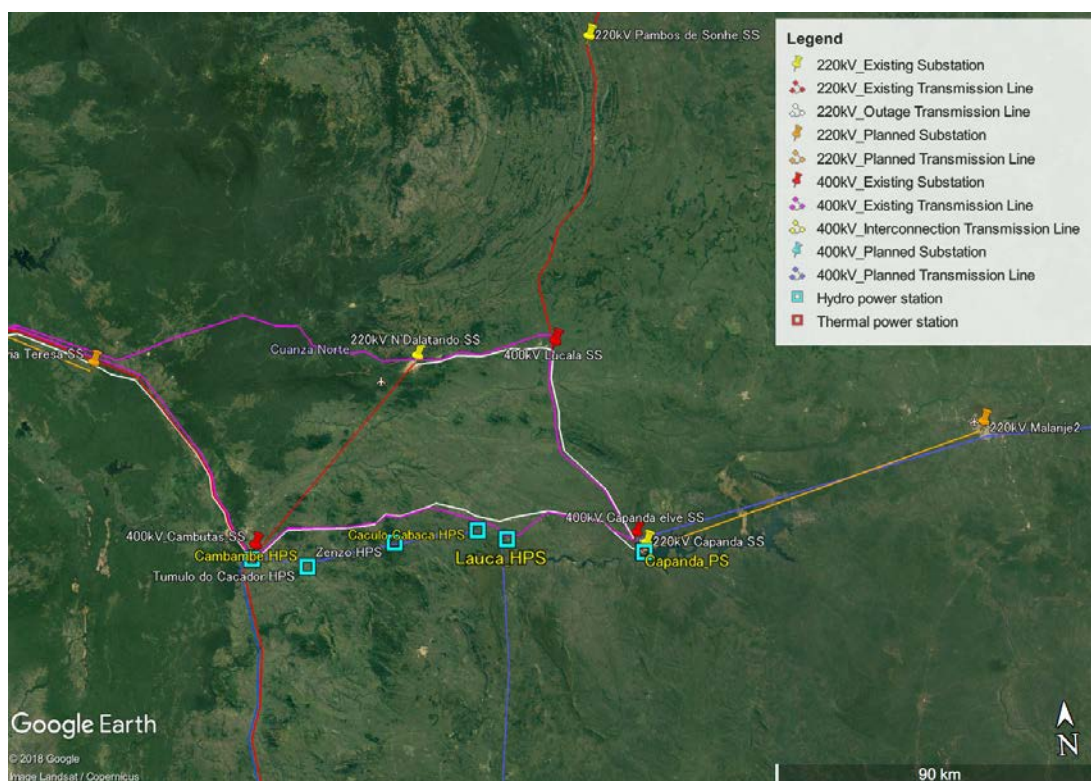 220kV Pambos de Sonhe SS
Legend
220kV_Existing Substation
220kV_Existing Transmission Line
220kV_Outage Transmission Line
220kV_Planned Substation
220kV_Planned Transmission Line
400kV_Existing Substation
400kV_Existing Transmission Line
400kV_Interconnection Transmission Line
400kV_Planned Substation
400kV_Planned Transmission Line
Hydro power station
Thermal power station
220kV N'Dalatando SS
Cuanza Norte
na Teresa SS
400kV Lucala SS
220kV Malanje2
400kV Cambutas SS
400kV Capanda elve SS
Caculo Cabaca HPS
220kV Capanda SS
Cambambe HPS
Zenzo HPS
Lauca HPS
Capanda PS
Tumulo do Cacador HPS
Google Earth
© 2018 Google
Image Landsat / Copernicus
N
90 km